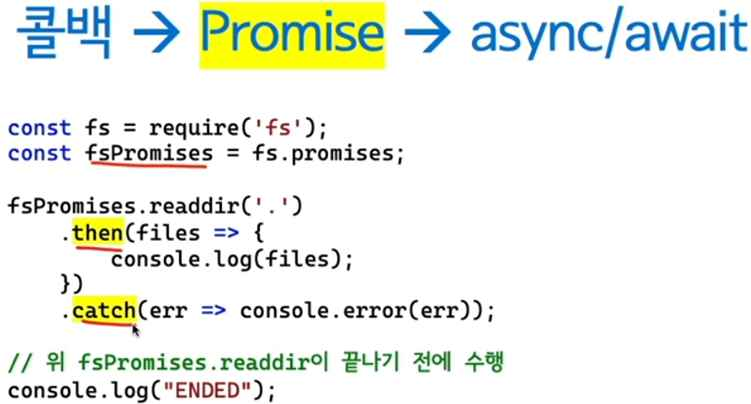 콜백 → Promise → async/await
const fs = require('fs');
const fsPromises = fs.promises;
fsPromises.readdir('.')
    .then(files => {
        console.log(files);
    })
    .catch(err => console.error(err));
// 위 fsPromises.readdir이 끝나기 전에 수행
console.log("ENDED");